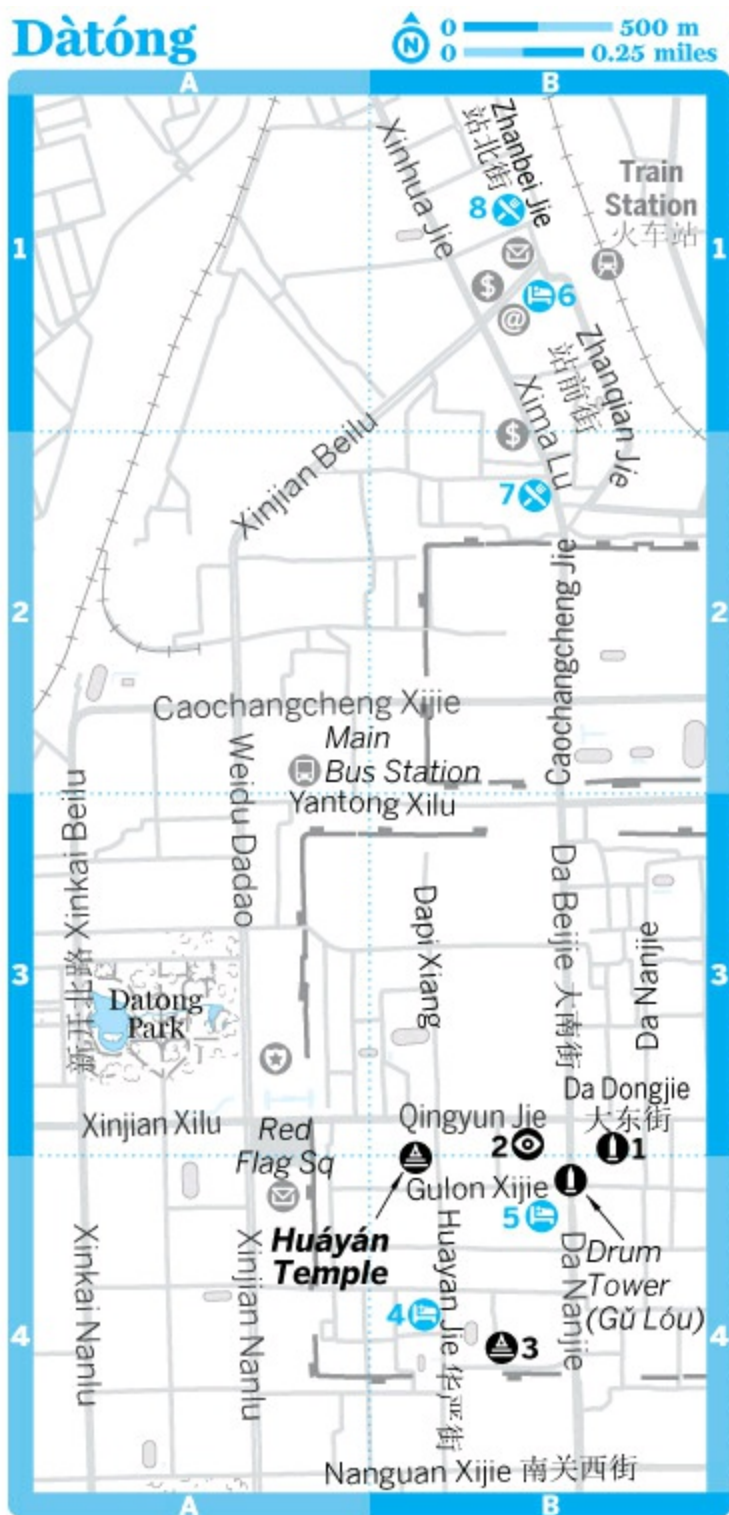 Dàtóng
N
0 500 m
0 0.25 miles
A B
1 1
Xinhua Jie
Zhanbei Jie
站北街
Train
Station
火车站
8
$
@
6
Zhanqian Jie
站前街
Xima Lu
$
Xinjian Beilu
7
2 2
Caochangcheng Jie
Caochangcheng Xijie
Main
Bus Station
Yantong Xilu
Weidu Dadao
新开北路 Xinkai Beilu
Dapi Xiang
Da Beijie 大南街
Da Nanjie
3 3
Datong
Park
Da Dongjie
大东街
Xinjian Xilu
Red
Flag Sq
Qingyun Jie
2
1
Gulon Xijie
5
Huáyán
Temple
Drum
Tower
(Gǔ Lóu)
Xinkai Nanlu
Xinjian Nanlu
Huayan Jie 华严街
Da Nanjie
4 4
4
3
Nanguan Xijie 南关西街
A B